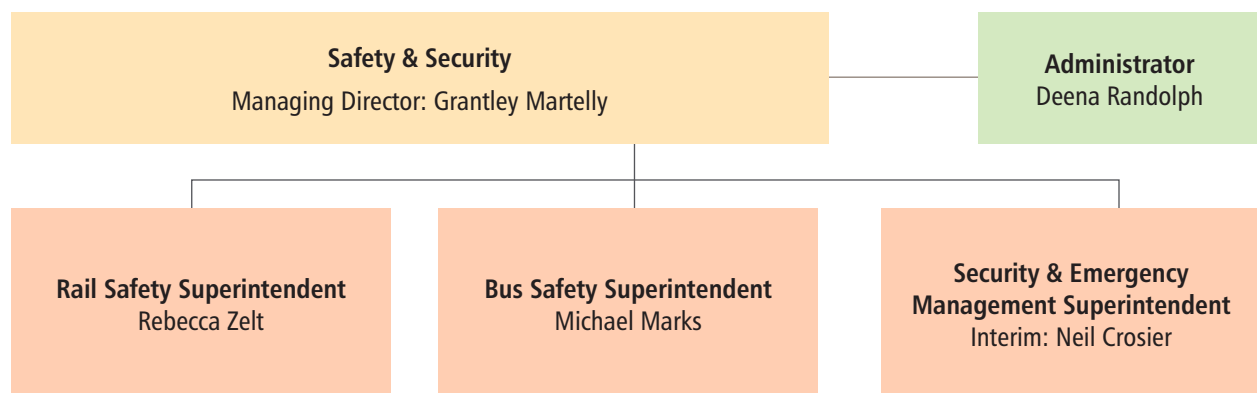 Safety & Security
Managing Director: Grantley Martelly
Administrator
Deena Randolph
Rail Safety Superintendent
Rebecca Zelt
Bus Safety Superintendent
Michael Marks
Security & Emergency
Management Superintendent
Interim: Neil Crosier